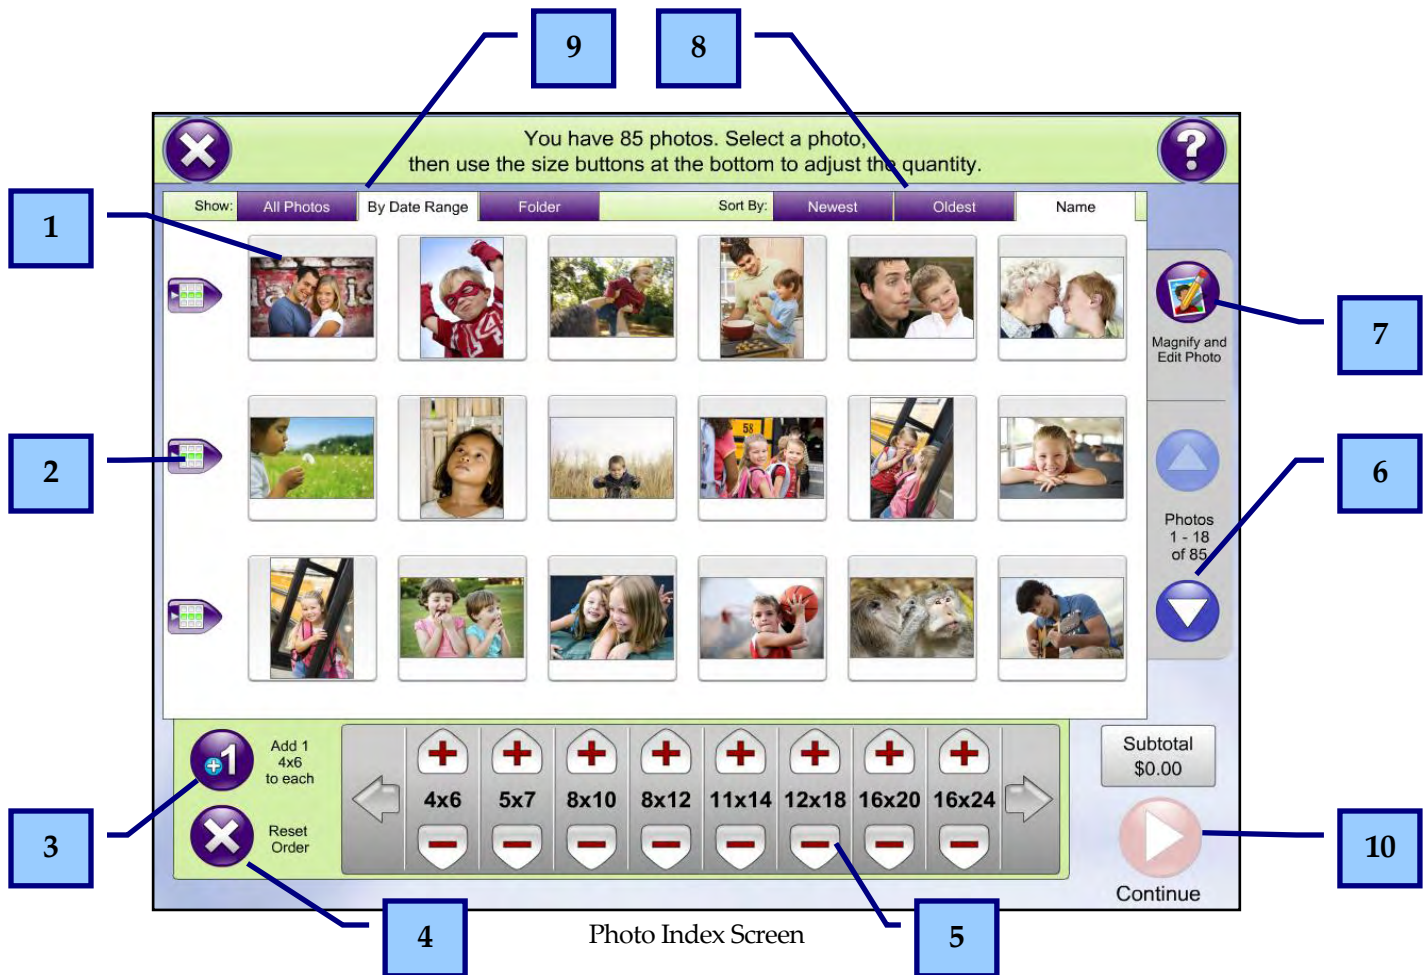 9
8
You have 85 photos. Select a photo,
then use the size buttons at the bottom to adjust the quantity.
?
1
Show: All Photos By Date Range Folder Sort By: Newest Oldest Name
7
Magnify and
Edit Photo
2
58
6
Photos
1 - 18
of 85
3
+1
Add 1
4x6
to each
4x6 5x7 8x10 8x12 11x14 12x18 16x20 16x24
Subtotal
$0.00
Reset
Order
10
Continue
4
Photo Index Screen
5